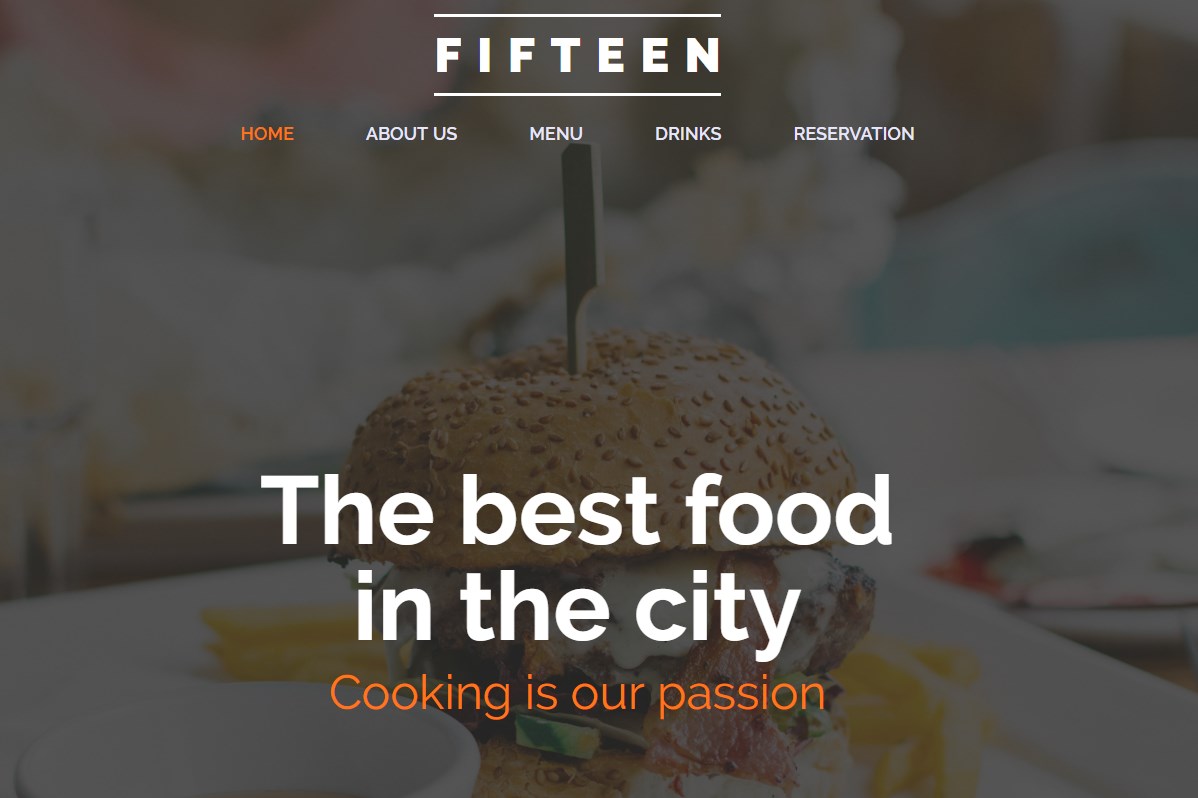 FIFTEEN
HOME ABOUT US MENU DRINKS RESERVATION
The best food
in the city
Cooking is our passion